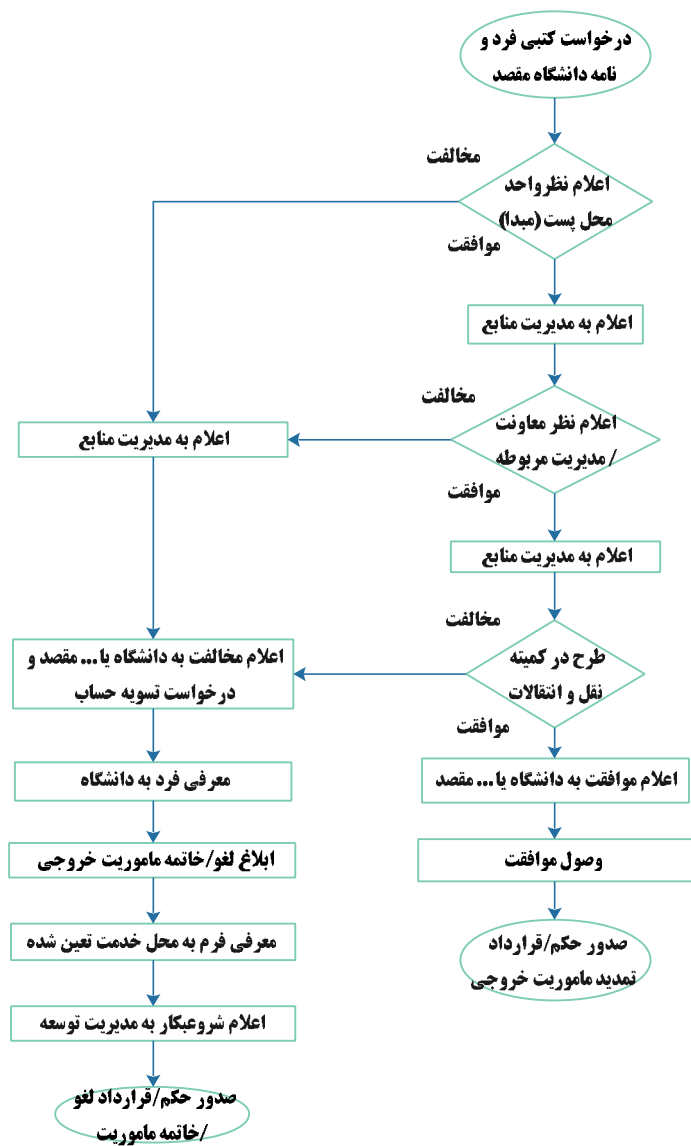 درخواست کتبی فرد و
نامه دانشگاه مقصد
مخالفت
اعلام نظرواحد
محل پست (مبدا)
موافقت
اعلام به مدیریت منابع
مخالفت
اعلام نظر معاونت
/ مدیریت مربوطه
اعلام به مدیریت منابع
موافقت
اعلام به مدیریت منابع
مخالفت
طرح در کمیته
نقل و انتقالات
اعلام مخالفت به دانشگاه یا... مقصد و
درخواست تسویه حساب
موافقت
اعلام موافقت به دانشگاه یا... مقصد
معرفی فرد به دانشگاه
وصول موافقت
ابلاغ لغو/خاتمه ماموریت خروجی
معرفی فرم به محل خدمت تعین شده
صدور حکم/قرارداد
تمدید ماموریت خروجی
اعلام شروعبکار به مدیریت توسعه
صدور حکم/قرارداد لغو
/خاتمه ماموریت